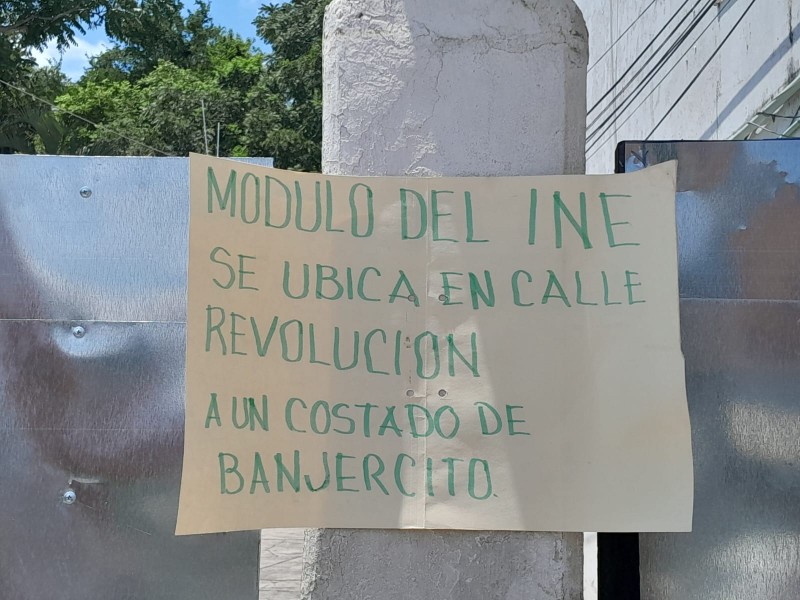 MODULO DEL INE
SE UBICA EN CALLE
REVOLUCION
A UN COSTADO DE
BANJERCITO.